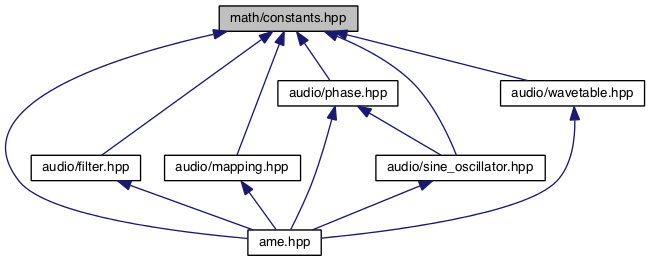 math/constants.hpp
audio/phase.hpp
audio/wavetable.hpp
audio/filter.hpp
audio/mapping.hpp
audio/sine_oscillator.hpp
ame.hpp